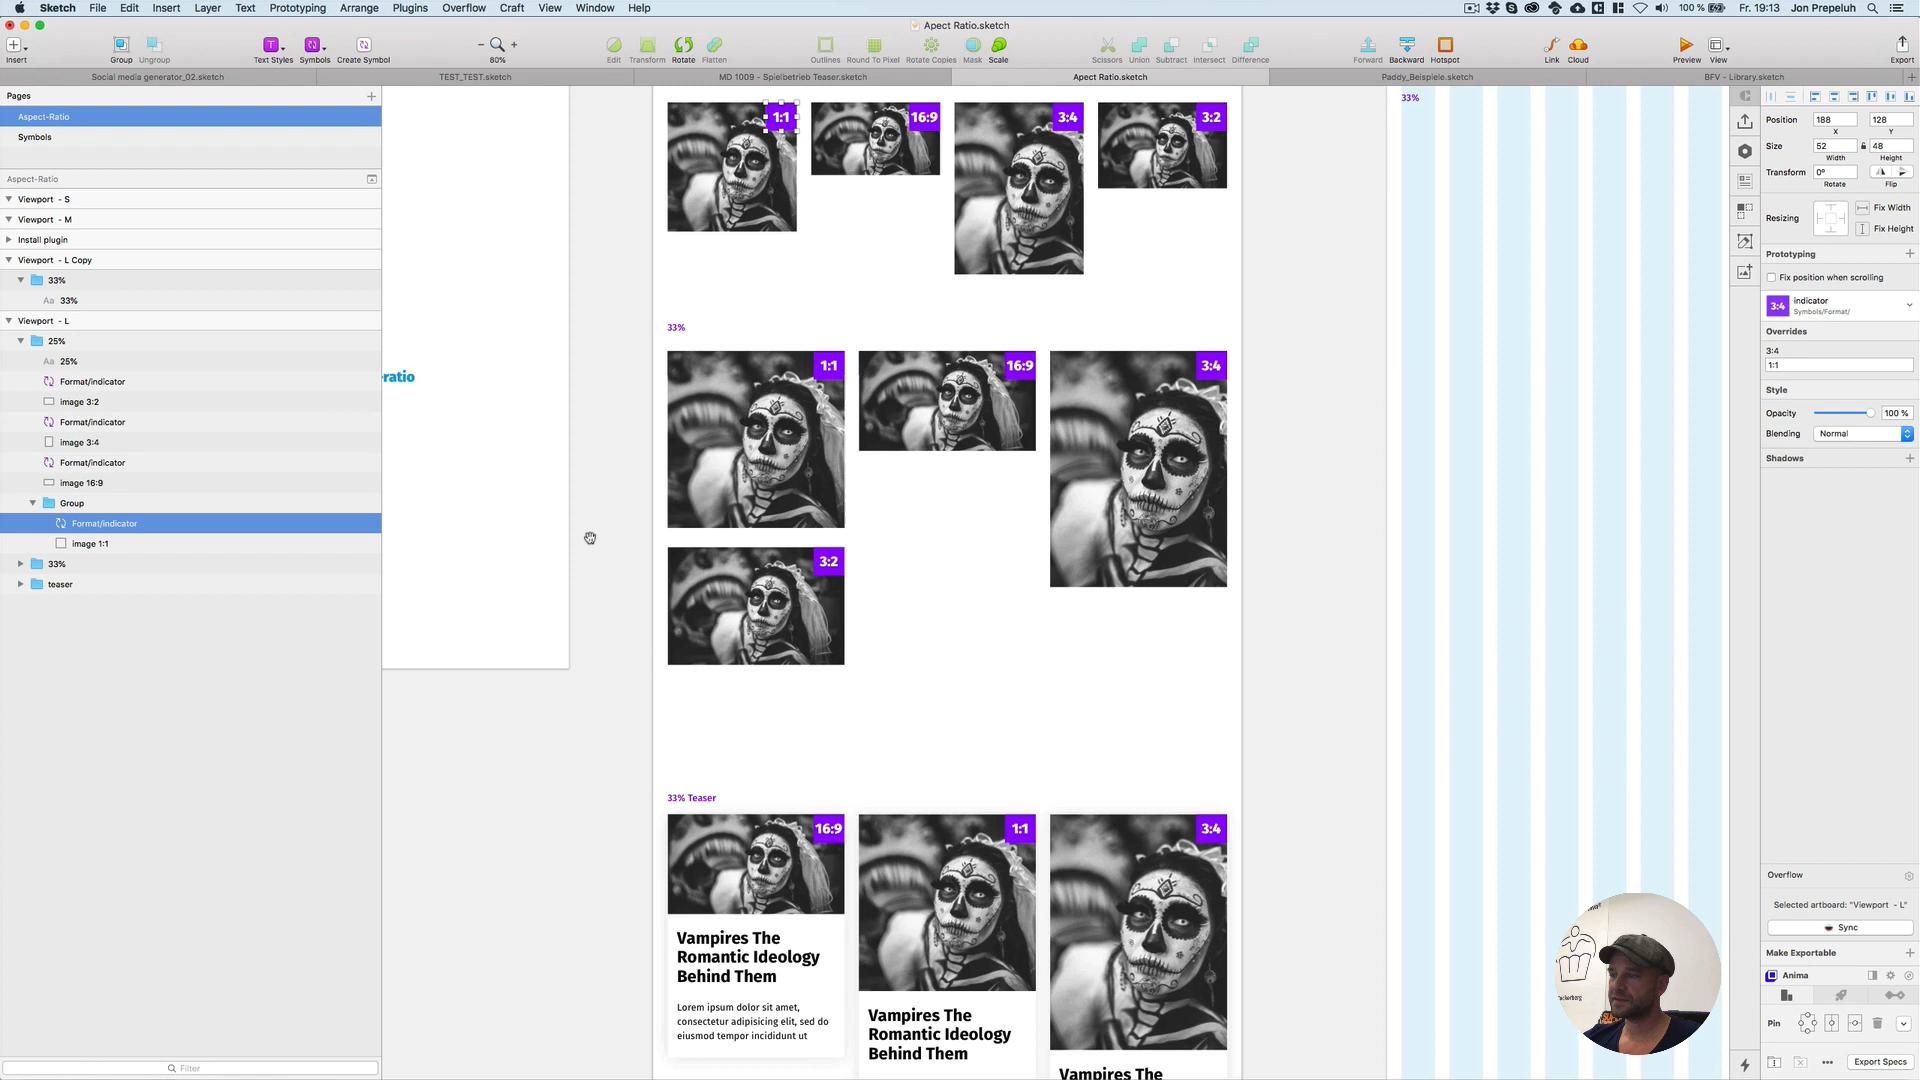 Sketch File Edit Insert Layer Text Prototyping Arrange Plugins Overflow Craft View Window Help
100 % Fr. 19:13 Jon Prepeluh
Apect Ratio.sketch
Insert Group Ungroup Text Styles Symbols Create Symbol 80% Edit Transform Rotate Flatten Outlines Round To Pixel Rotate Copies Mask Scale Scissors Union Subtract Intersect Difference Forward Backward Hotspot Link Cloud Preview View Export
Social media generator_02.sketch TEST_TEST.sketch MD 1009 - Spielbetrieb Teaser.sketch Apect Ratio.sketch Paddy_Beispiele.sketch BFV - Library.sketch
Pages
Aspect-Ratio
Symbols
Aspect-Ratio
Viewport - S
Viewport - M
Install plugin
Viewport - L Copy
33%
Aa 33%
Viewport - L
25%
Aa 25%
Format/indicator
image 3:2
Format/indicator
image 3:4
Format/indicator
image 16:9
Group
Format/indicator
image 1:1
33%
teaser
Filter
ratio
1:1 16:9 3:4 3:2
33%
1:1 16:9 3:4
3:2
33% Teaser
16:9 1:1 3:4
Vampires The
Romantic Ideology
Behind Them
Lorem ipsum dolor sit amet,
consectetur adipisicing elit, sed do
eiusmod tempor incididunt ut
Vampires The
Romantic Ideology
Behind Them
Vampires The
33%
Position 188 128
X Y
Size 52 48
Width Height
Transform 0°
Rotate Flip
Resizing Fix Width
Fix Height
Prototyping
Fix position when scrolling
3:4 indicator
Symbols/Format/
Overrides
3:4
1:1
Style
Opacity 100 %
Blending Normal
Shadows
Overflow
Selected artboard: "Viewport - L"
Sync
Make Exportable
Anima
Pin
Export Specs